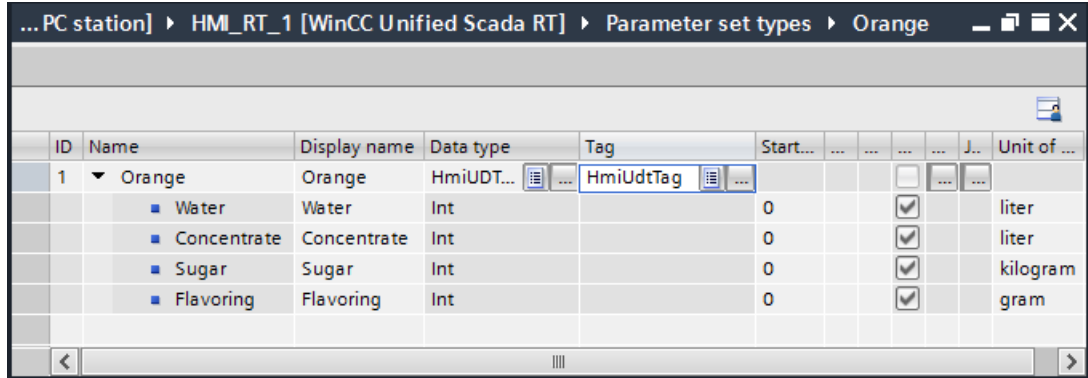 ... PC station] ▸ HMI_RT_1 [WinCC Unified Scada RT] ▸ Parameter set types ▸ Orange
ID Name Display name Data type Tag Start... ... ... ... ... J.. Unit of ...
1 Orange Orange HmiUDT... ... HmiUdtTag ... ... ...
Water Water Int 0 liter
Concentrate Concentrate Int 0 liter
Sugar Sugar Int 0 kilogram
Flavoring Flavoring Int 0 gram